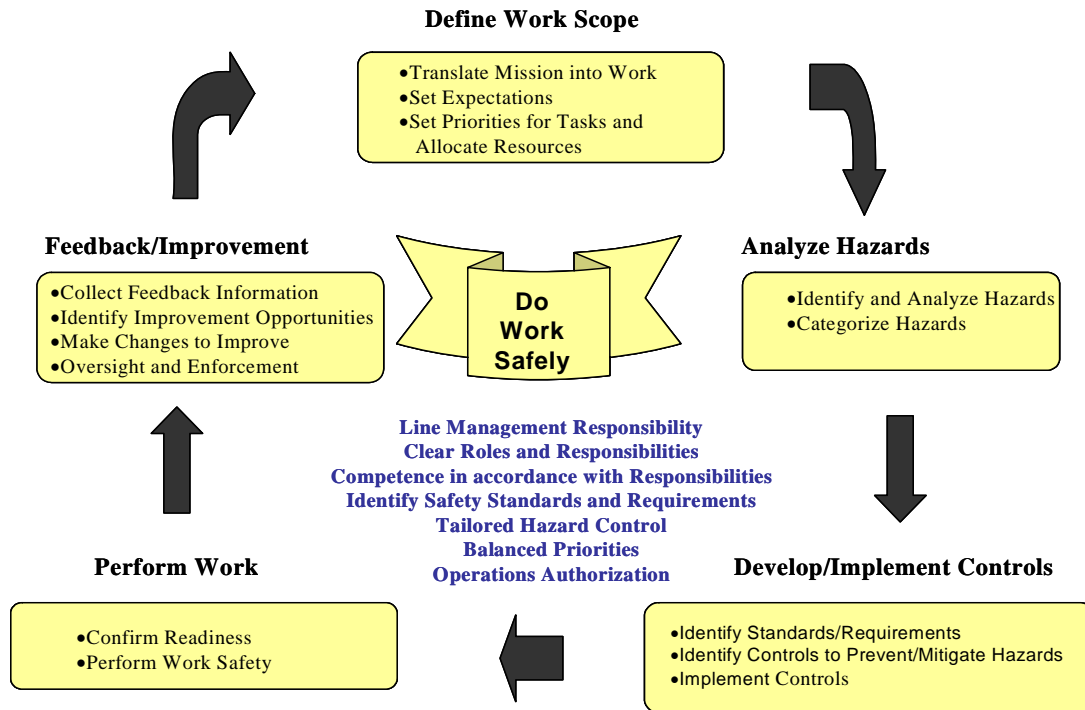 Define Work Scope
•Translate Mission into Work
•Set Expectations
•Set Priorities for Tasks and
Allocate Resources
Feedback/Improvement
•Collect Feedback Information
•Identify Improvement Opportunities
•Make Changes to Improve
•Oversight and Enforcement
Do
Work
Safely
Analyze Hazards
•Identify and Analyze Hazards
•Categorize Hazards
Line Management Responsibility
Clear Roles and Responsibilities
Competence in accordance with Responsibilities
Identify Safety Standards and Requirements
Tailored Hazard Control
Balanced Priorities
Operations Authorization
Perform Work
•Confirm Readiness
•Perform Work Safety
Develop/Implement Controls
•Identify Standards/Requirements
•Identify Controls to Prevent/Mitigate Hazards
•Implement Controls